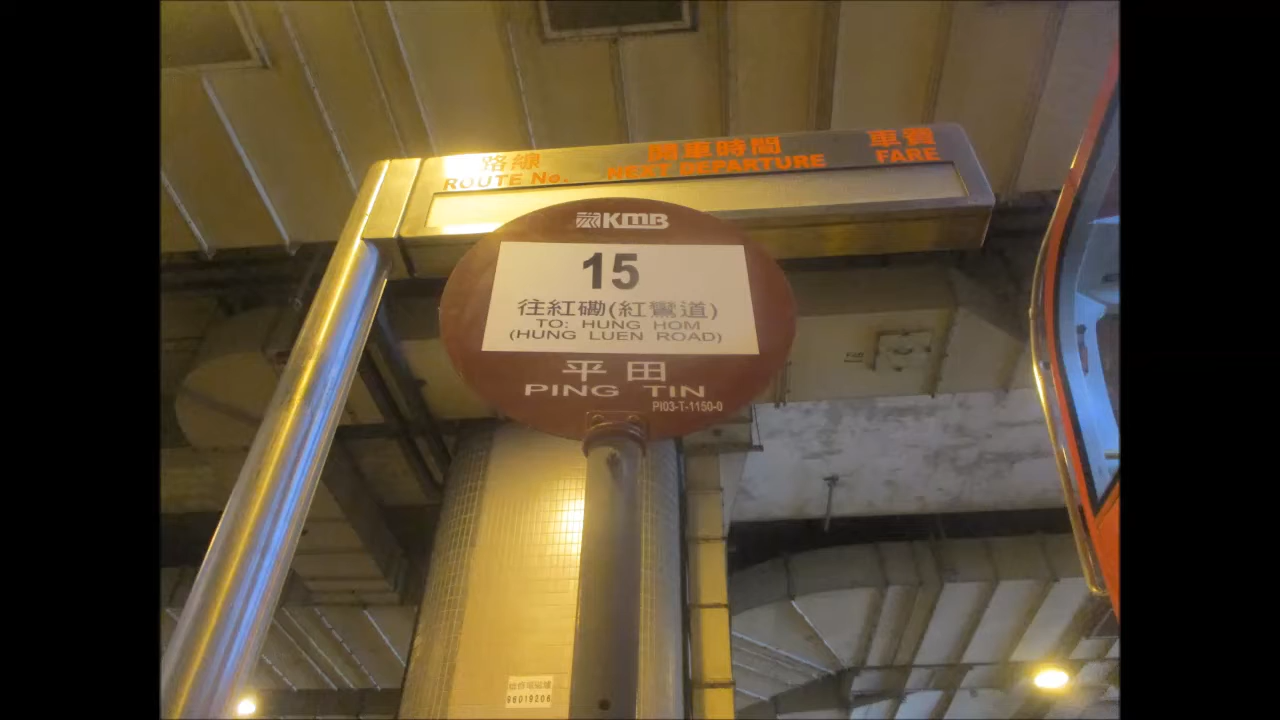 路線 開車時間 車費
ROUTE No. NEXT DEPARTURE FARE
KMB
15
往紅磡(紅鸞道)
TO: HUNG HOM
(HUNG LUEN ROAD)
平田
PING TIN
PI03-T-1150-0